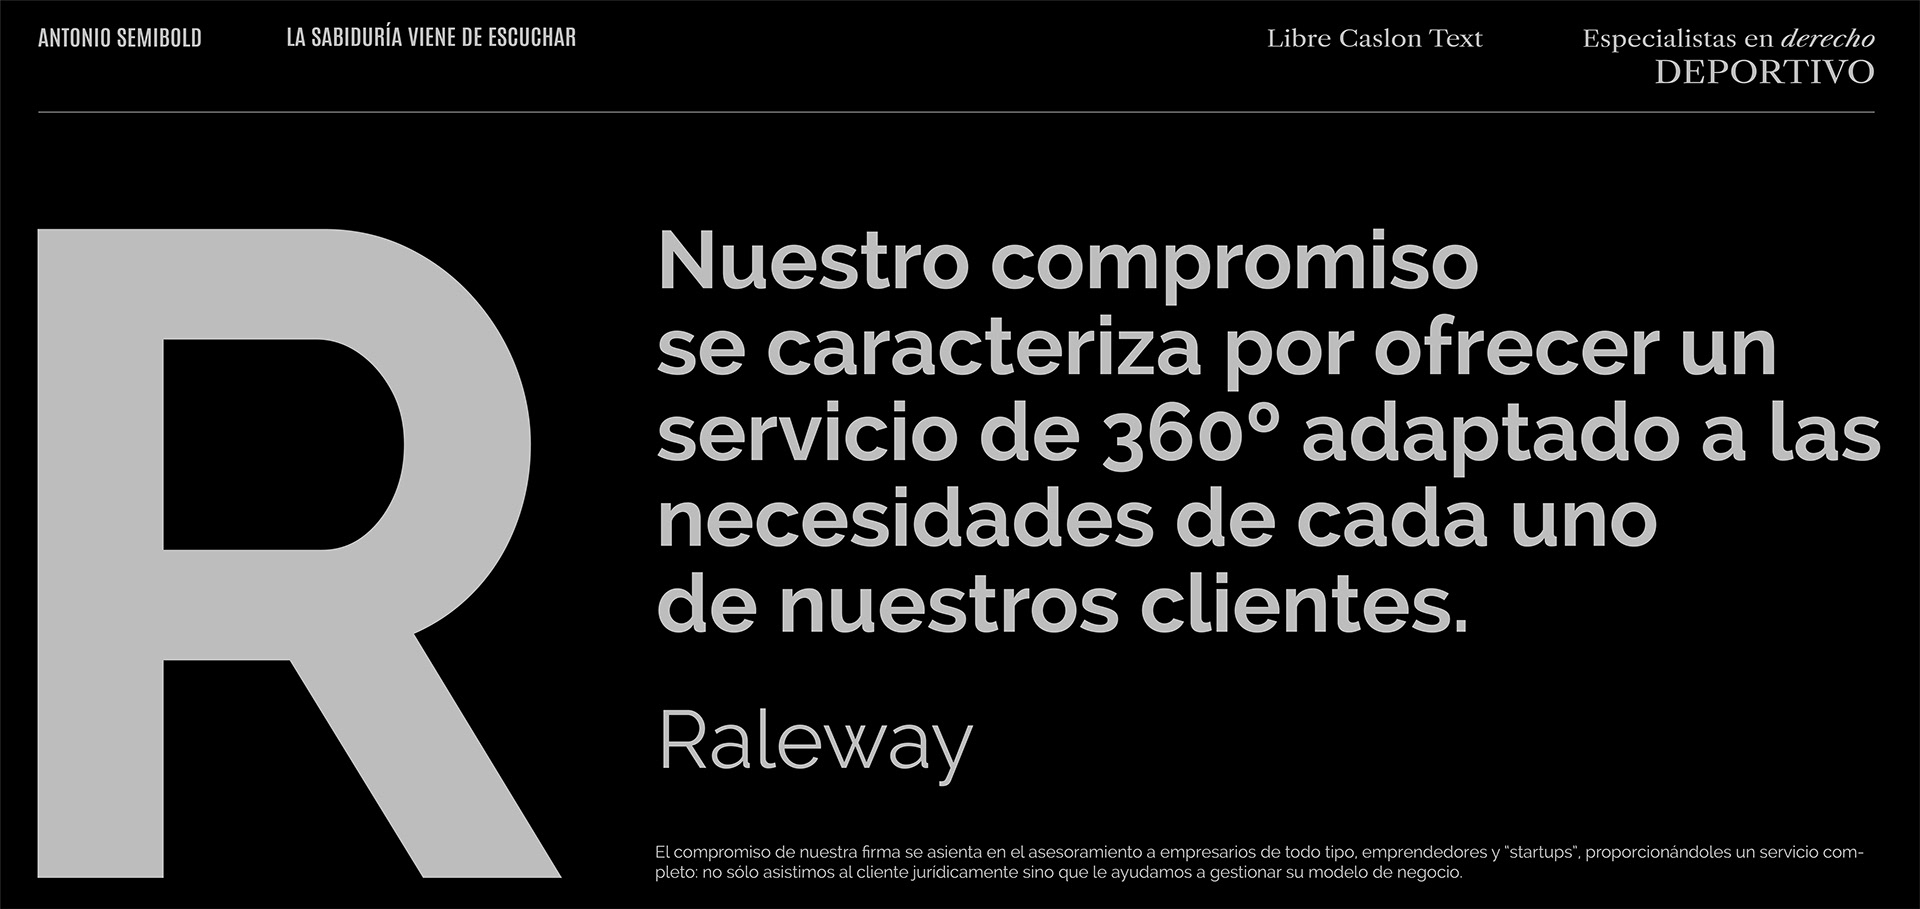 ANTONIO SEMIBOLD
LA SABIDURÍA VIENE DE ESCUCHAR
Libre Caslon Text
Especialistas en derecho
DEPORTIVO
R
Nuestro compromiso
se caracteriza por ofrecer un
servicio de 360º adaptado a las
necesidades de cada uno
de nuestros clientes.
Raleway
El compromiso de nuestra firma se asienta en el asesoramiento a empresarios de todo tipo, emprendedores y “startups”, proporcionándoles un servicio com-
pleto: no sólo asistimos al cliente jurídicamente sino que le ayudamos a gestionar su modelo de negocio.